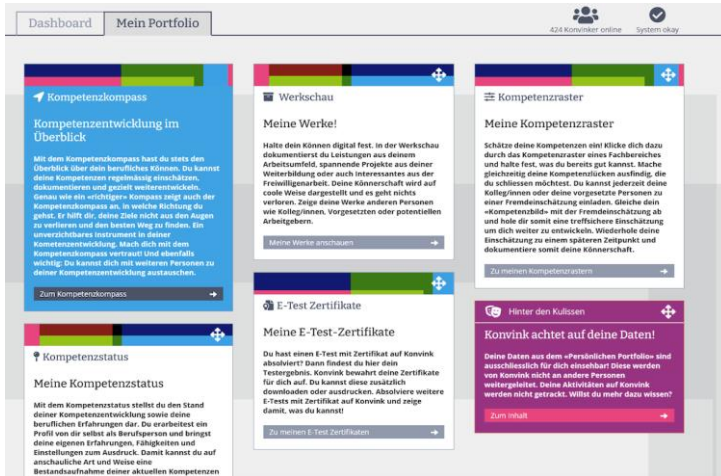 Dashboard
Mein Portfolio
424 Konvinker online
System okay
Kompetenzkompass
Kompetenzentwicklung im
Überblick
Mit dem Kompetenzkompass hast du stets den
Überblick über dein berufliches Können. Du kannst
deine Kompetenzen regelmässig einschätzen,
dokumentieren und gezielt weiterentwickeln.
Genau wie ein «richtiger» Kompass zeigt auch der
Kompetenzkompass an, in welche Richtung du
gehst. Er hilft dir, deine Ziele nicht aus den Augen
zu verlieren und den besten Weg zu finden. Ein
unverzichtbares Instrument in deiner
Kometenzentwicklung. Mach dich mit dem
Kompetenzkompass vertraut! Und ebenfalls
wichtig: Du kannst dich mit weiteren Personen zu
deiner Kompetenzentwicklung austauschen.
Zum Kompetenzkompass
Kompetenzstatus
Meine Kompetenzstatus
Mit dem Kompetenzstatus stellst du den Stand
deiner Kompetenzentwicklung sowie deine
beruflichen Erfahrungen dar. Du erarbeitest ein
Profil von dir selbst als Berufsperson und bringst
deine eigenen Erfahrungen, Fähigkeiten und
Einstellungen zum Ausdruck. Damit kannst du auf
anschauliche Art und Weise eine
Bestandsaufnahme deiner aktuellen Kompetenzen
Werkschau
Meine Werke!
Halte dein Können digital fest. In der Werkschau
dokumentierst du Leistungen aus deinem
Arbeitsumfeld, spannende Projekte aus deiner
Weiterbildung oder auch Interessantes aus der
Freiwilligenarbeit. Deine Könnerschaft wird auf
coole Weise dargestellt und es geht nichts
verloren. Zeige deine Werke anderen Personen
wie Kolleg/innen, Vorgesetzten oder potentiellen
Arbeitgebern.
Meine Werke anschauen
E-Test Zertifikate
Meine E-Test-Zertifikate
Du hast einen E-Test mit Zertifikat auf Konvink
absolviert? Dann findest du hier dein
Testergebnis. Konvink bewahrt deine Zertifikate
für dich auf. Du kannst diese zusätzlich
downloaden oder ausdrucken. Absolviere weitere
E-Tests mit Zertifikat auf Konvink und zeige
damit, was du kannst!
Zu meinen E-Test Zertifikaten
Kompetenzraster
Meine Kompetenzraster
Schätze deine Kompetenzen ein! Klicke dich dazu
durch das Kompetenzraster eines Fachbereiches
und halte fest, was du bereits gut kannst. Mache
gleichzeitig deine Kompetenzlücken ausfindig, die
du schliessen möchtest. Du kannst jederzeit deine
Kolleg/innen oder deine vorgesetzte Personen zu
einer Fremdeinschätzung einladen. Gleiche dein
«Kompetenzbild» mit der Fremdeinschätzung ab
und hole dir somit eine treffsichere Einschätzung
um dich weiter zu entwickeln. Wiederhole deine
Einschätzung zu einem späteren Zeitpunkt und
dokumentiere somit deine Könnerschaft.
Zu meinen Kompetenzrastern
Hinter den Kulissen
Konvink achtet auf deine Daten!
Deine Daten aus dem «Persönlichen Portfolio» sind
ausschliesslich für dich einsehbar! Diese werden
von Konvink nicht an andere Personen
weitergeleitet. Deine Aktivitäten auf Konvink
werden nicht getrackt. Willst du mehr dazu wissen?
Zum Inhalt